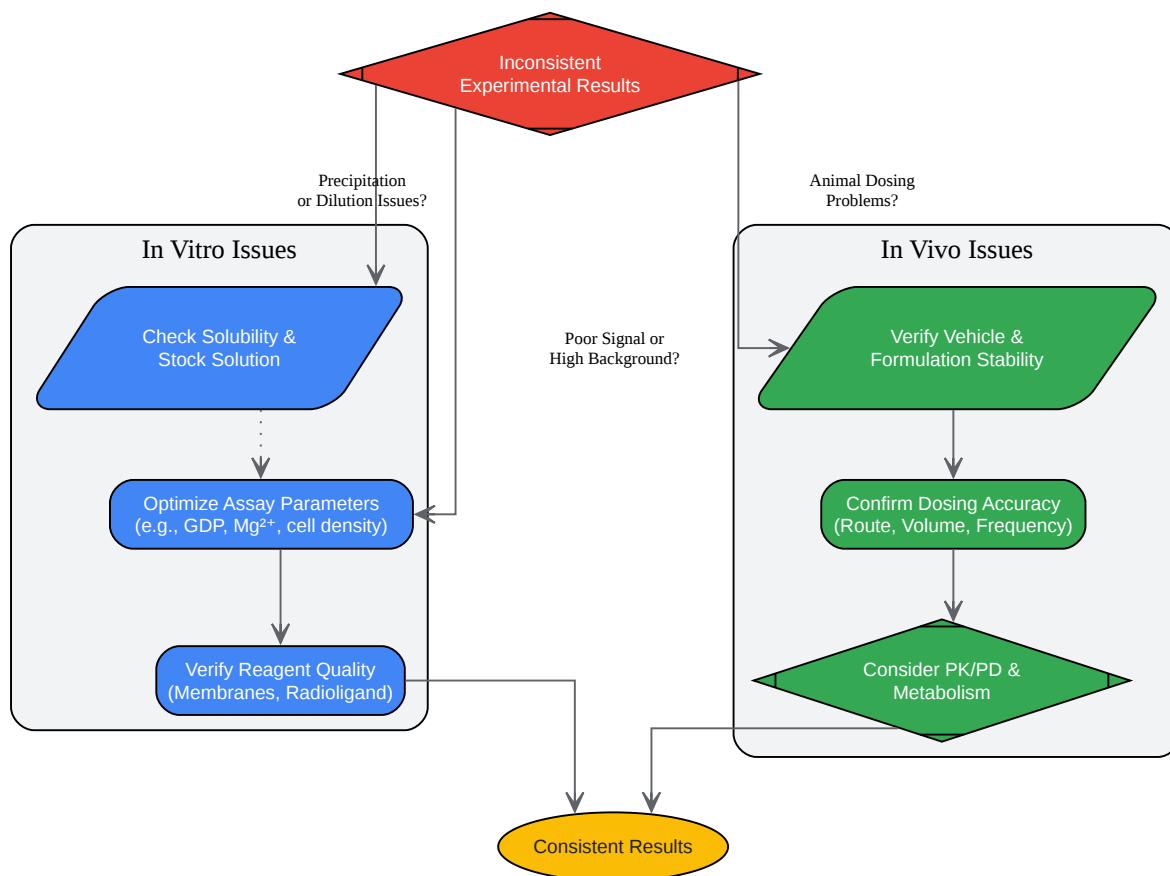 Inconsistent
Experimental Results
Precipitation
or Dilution Issues?
Animal Dosing
Problems?
In Vitro Issues
In Vivo Issues
Check Solubility &
Stock Solution
Poor Signal or
High Background?
Verify Vehicle &
Formulation Stability
Optimize Assay Parameters
(e.g., GDP, Mg²⁺, cell density)
Confirm Dosing Accuracy
(Route, Volume, Frequency)
Verify Reagent Quality
(Membranes, Radioligand)
Consider PK/PD &
Metabolism
Consistent Results